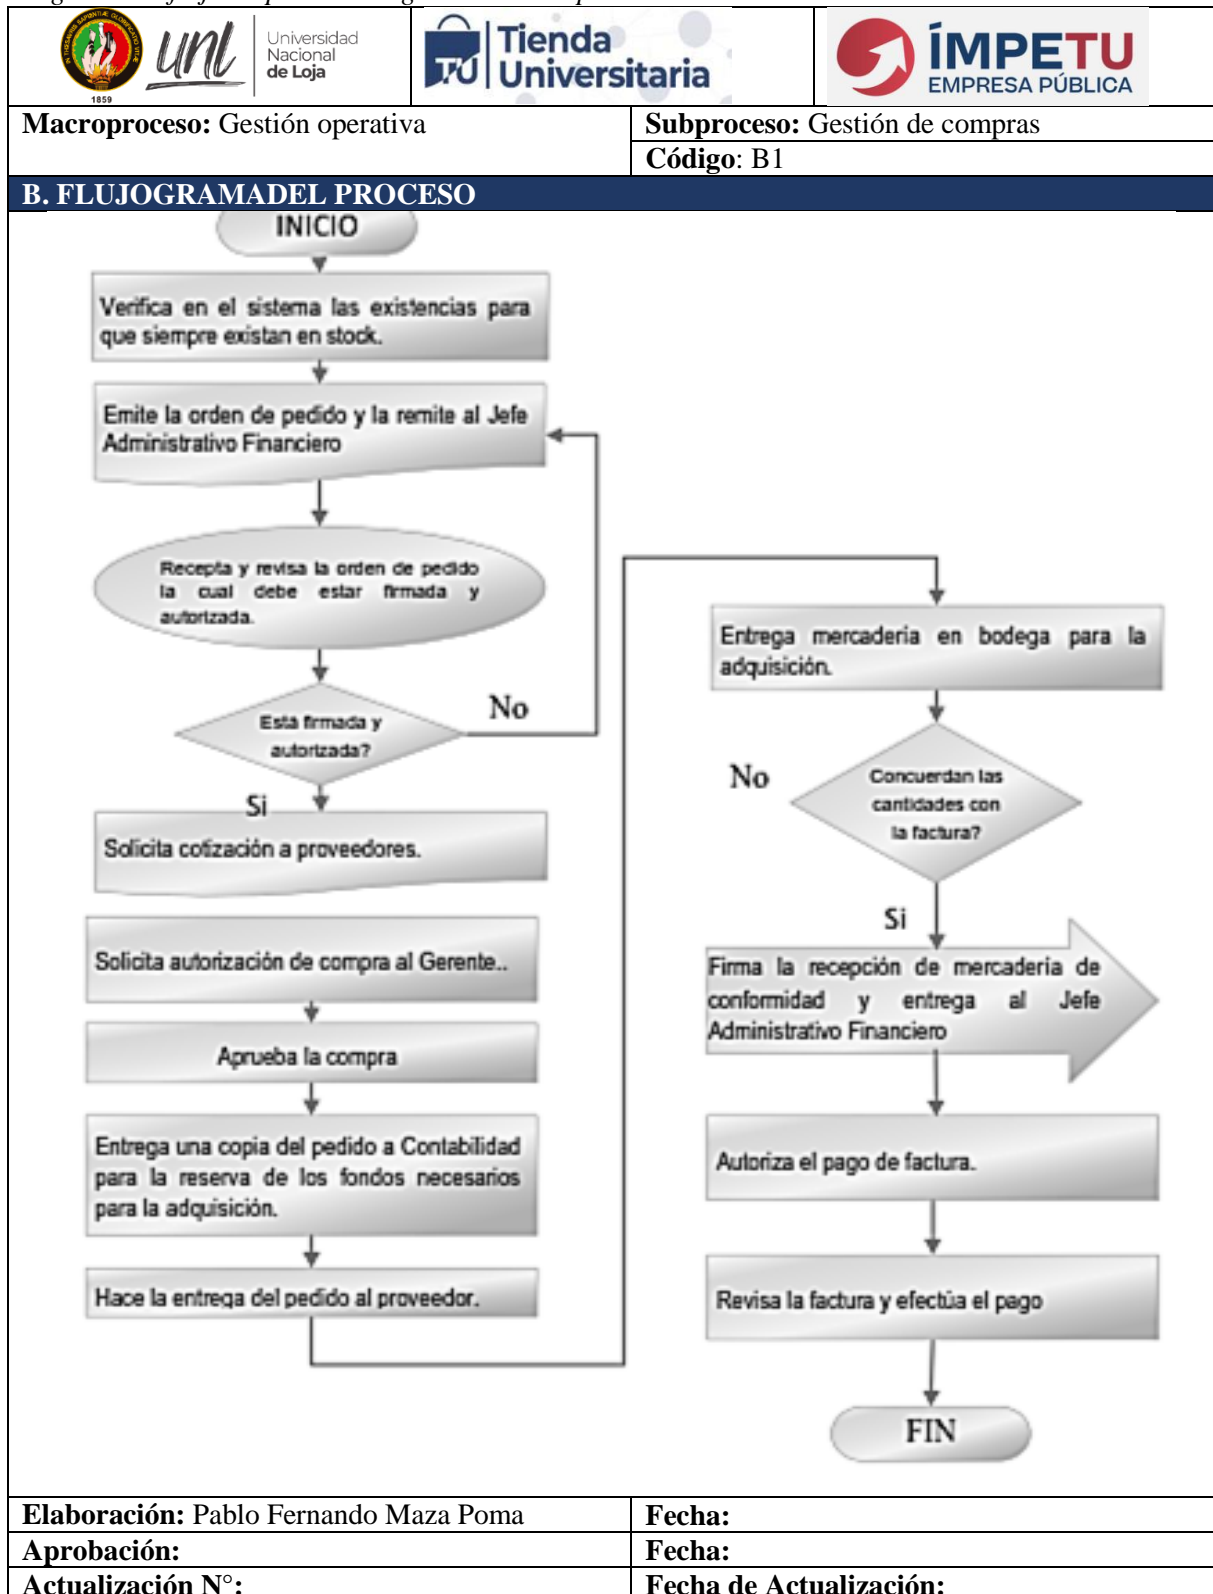 1859
unl
Universidad
Nacional
de Loja
TU
Tienda
Universitaria
ÍMPETU
EMPRESA PÚBLICA
Macroproceso: Gestión operativa
Subproceso: Gestión de compras
Código: B1
B. FLUJOGRAMADEL PROCESO
INICIO
Verifica en el sistema las existencias para
que siempre existan en stock.
Emite la orden de pedido y la remite al Jefe
Administrativo Financiero
Recepta y revisa la orden de pedido
la cual debe estar firmada y
autorizada.
Está firmada y
autorizada?
No
Si
Solicita cotización a proveedores.
Solicita autorización de compra al Gerente..
Aprueba la compra
Entrega una copia del pedido a Contabilidad
para la reserva de los fondos necesarios
para la adquisición.
Hace la entrega del pedido al proveedor.
Entrega mercadería en bodega para la
adquisición.
Concuerdan las
cantidades con
la factura?
No
Si
Firma la recepción de mercadería de
conformidad y entrega al Jefe
Administrativo Financiero
Autoriza el pago de factura.
Revisa la factura y efectúa el pago
FIN
Elaboración: Pablo Fernando Maza Poma
Fecha:
Aprobación:
Fecha:
Actualización N°:
Fecha de Actualización: